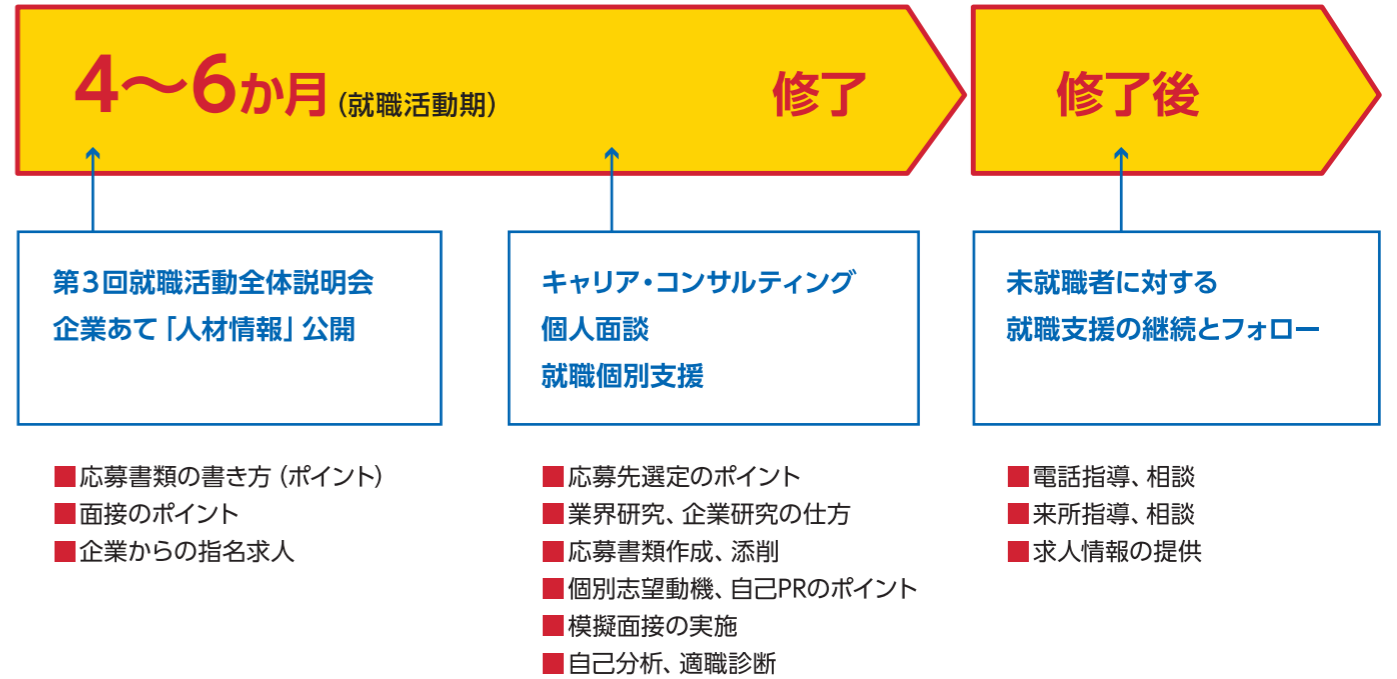 4〜6か月(就職活動期) 修了
修了後
第3回就職活動全体説明会
企業あて「人材情報」公開
■応募書類の書き方(ポイント)
■面接のポイント
■企業からの指名求人
キャリア・コンサルティング
個人面談
就職個別支援
■応募先選定のポイント
■業界研究、企業研究の仕方
■応募書類作成、添削
■個別志望動機、自己PRのポイント
■模擬面接の実施
■自己分析、適職診断
未就職者に対する
就職支援の継続とフォロー
■電話指導、相談
■来所指導、相談
■求人情報の提供